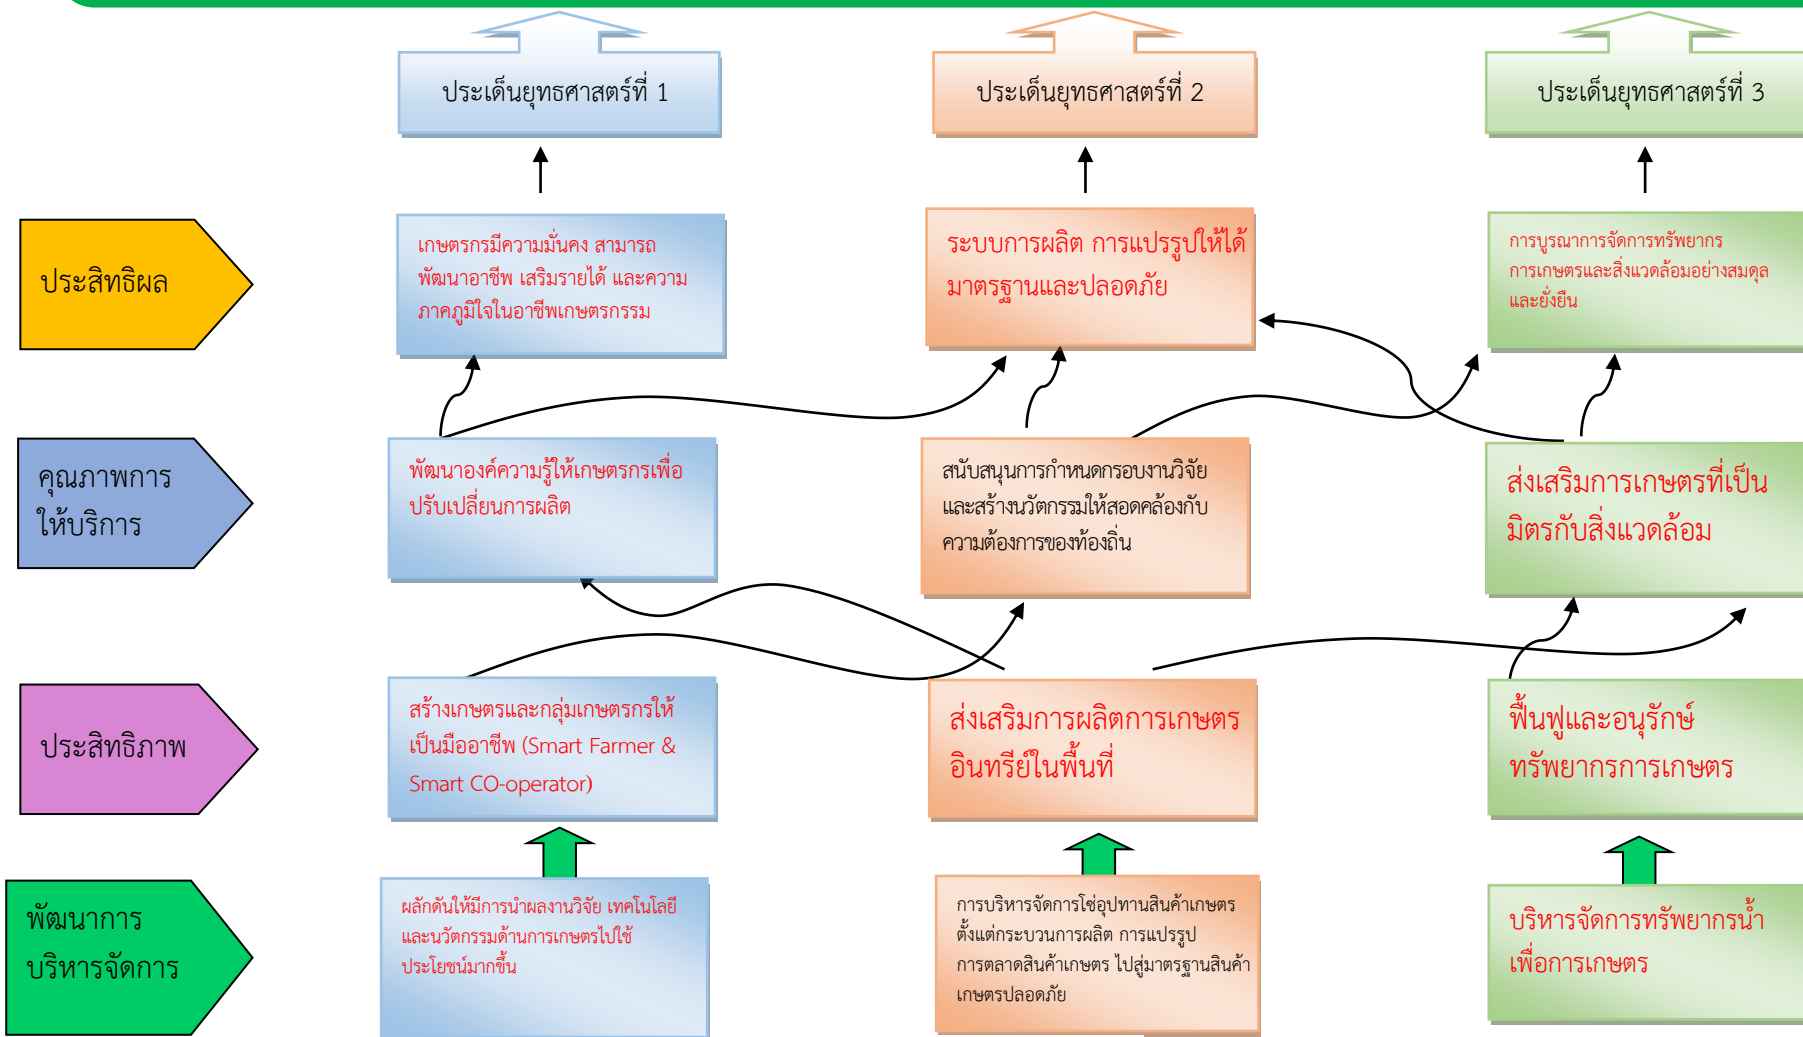 ประเด็นยุทธศาสตร์ที่ 1
ประเด็นยุทธศาสตร์ที่ 2
ประเด็นยุทธศาสตร์ที่ 3
ประสิทธิผล
เกษตรกรมีความมั่นคง สามารถ
พัฒนาอาชีพ เสริมรายได้ และความ
ภาคภูมิใจในอาชีพเกษตรกรรม
ระบบการผลิต การแปรรูปให้ได้
มาตรฐานและปลอดภัย
การบูรณาการจัดการทรัพยากร
การเกษตรและสิ่งแวดล้อมอย่างสมดุล
และยั่งยืน
คุณภาพการ
ให้บริการ
พัฒนาองค์ความรู้ให้เกษตรกรเพื่อ
ปรับเปลี่ยนการผลิต
สนับสนุนการกำหนดกรอบงานวิจัย
และสร้างนวัตกรรมให้สอดคล้องกับ
ความต้องการของท้องถิ่น
ส่งเสริมการเกษตรที่เป็น
มิตรกับสิ่งแวดล้อม
ประสิทธิภาพ
สร้างเกษตรและกลุ่มเกษตรกรให้
เป็นมืออาชีพ (Smart Farmer &
Smart CO-operator)
ส่งเสริมการผลิตการเกษตร
อินทรีย์ในพื้นที่
ฟื้นฟูและอนุรักษ์
ทรัพยากรการเกษตร
พัฒนาการ
บริหารจัดการ
ผลักดันให้มีการนำผลงานวิจัย เทคโนโลยี
และนวัตกรรมด้านการเกษตรไปใช้
ประโยชน์มากขึ้น
การบริหารจัดการโซ่อุปทานสินค้าเกษตร
ตั้งแต่กระบวนการผลิต การแปรรูป
การตลาดสินค้าเกษตร ไปสู่มาตรฐานสินค้า
เกษตรปลอดภัย
บริหารจัดการทรัพยากรน้ำ
เพื่อการเกษตร